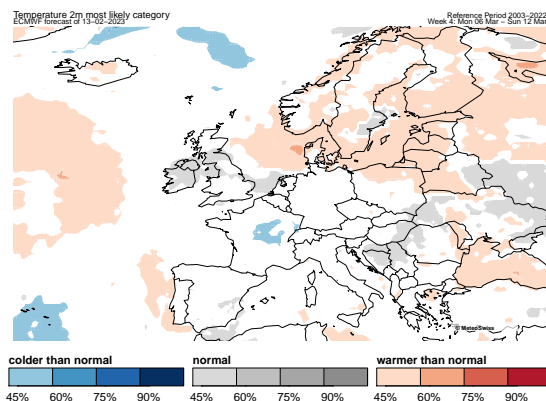 Temperature 2m most likely category
ECMWF forecast of 13-02-2023
Reference Period 2003-2022
Week 4: Mon 06 Mar - Sun 12 Mar
© MeteoSwiss
colder than normal
normal
warmer than normal
45% 60% 75% 90%
45% 60% 75% 90%
45% 60% 75% 90%